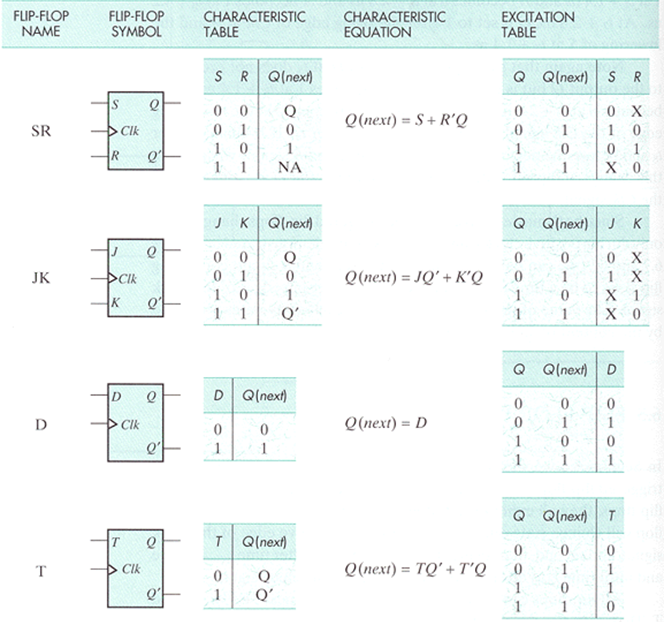 FLIP-FLOP NAME
FLIP-FLOP SYMBOL
CHARACTERISTIC TABLE
CHARACTERISTIC EQUATION
EXCITATION TABLE
SR
S Q
Clk
R Q'
S R Q(next)
0 0 Q
0 1 0
1 0 1
1 1 NA
Q(next) = S + R'Q
Q Q(next) S R
0 0 0 X
0 1 1 0
1 0 0 1
1 1 X 0
JK
J Q
Clk
K Q'
J K Q(next)
0 0 Q
0 1 0
1 0 1
1 1 Q'
Q(next) = JQ' + K'Q
Q Q(next) J K
0 0 0 X
0 1 1 X
1 0 X 1
1 1 X 0
D
D Q
Clk
Q'
D Q(next)
0 0
1 1
Q(next) = D
Q Q(next) D
0 0 0
0 1 1
1 0 0
1 1 1
T
T Q
Clk
Q'
T Q(next)
0 Q
1 Q'
Q(next) = TQ' + T'Q
Q Q(next) T
0 0 0
0 1 1
1 0 1
1 1 0